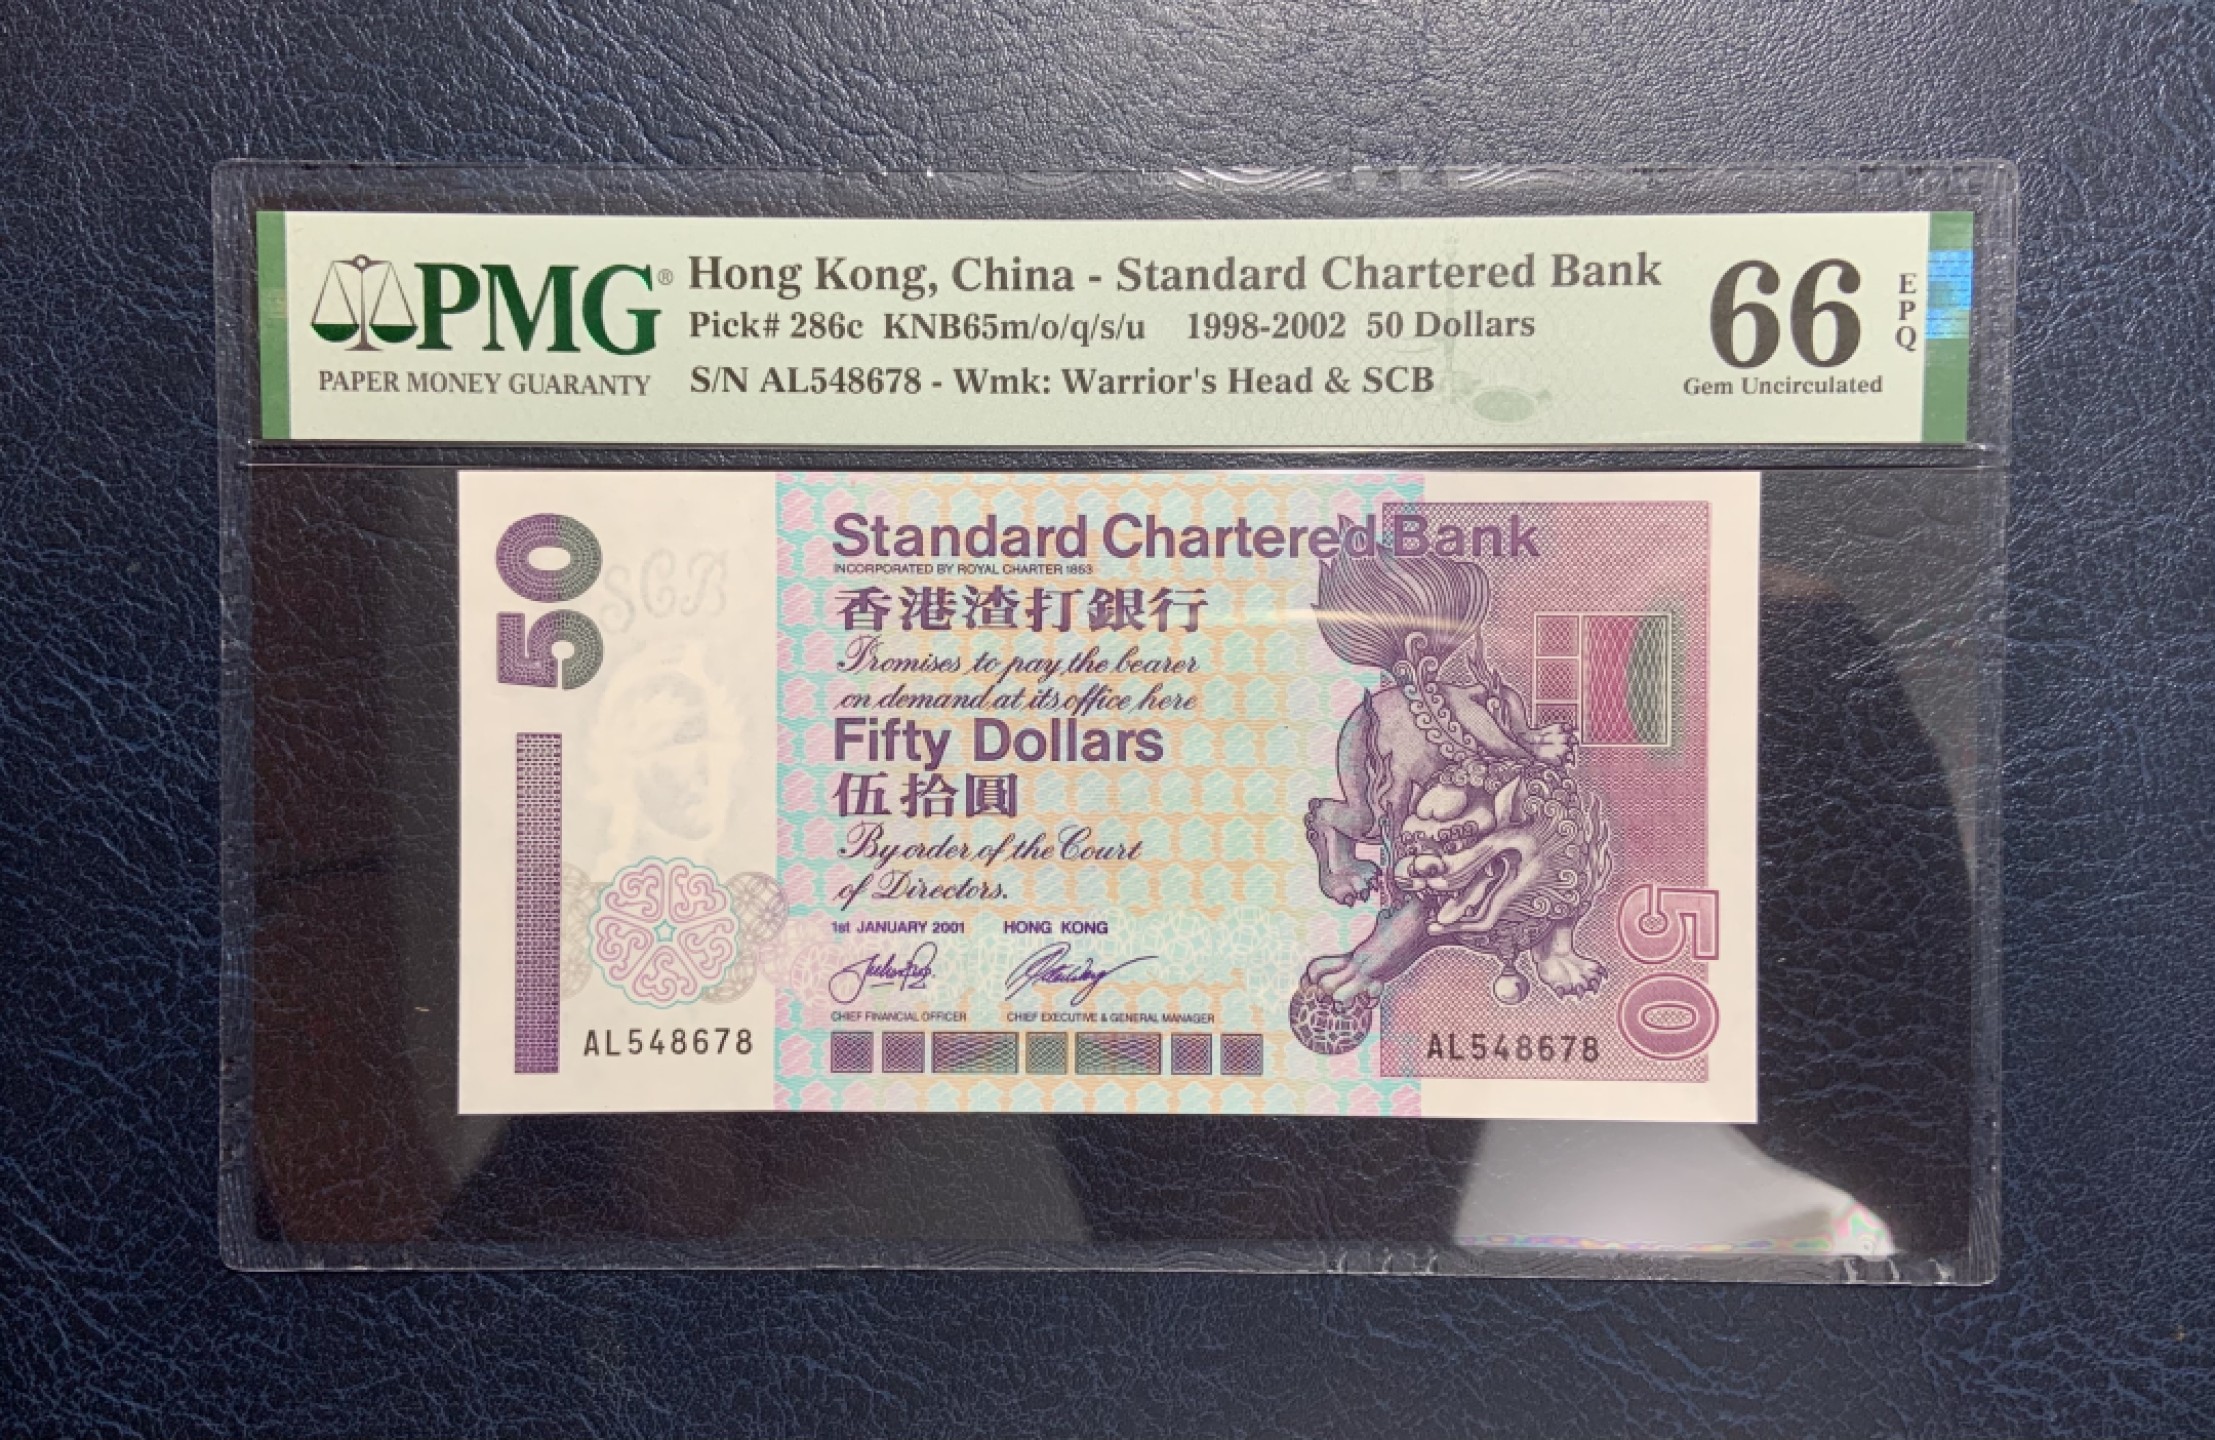 PMG®
PAPER MONEY GUARANTY
Hong Kong, China - Standard Chartered Bank
Pick# 286c KNB65m/o/q/s/u 1998-2002 50 Dollars
S/N AL548678 - Wmk: Warrior's Head & SCB
66
EPQ
Gem Uncirculated
50
SCB
Standard Chartered Bank
INCORPORATED BY ROYAL CHARTER 1853
香港渣打銀行
Promises to pay the bearer
on demand at its office here
Fifty Dollars
伍拾圓
By order of the Court
of Directors.
1st JANUARY 2001 HONG KONG
CHIEF FINANCIAL OFFICER CHIEF EXECUTIVE & GENERAL MANAGER
AL548678
AL548678
50